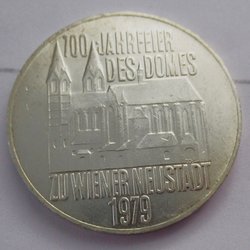 700 JAHRFEIER
DES DOMES
ZU WIENER NEUSTADT
1979